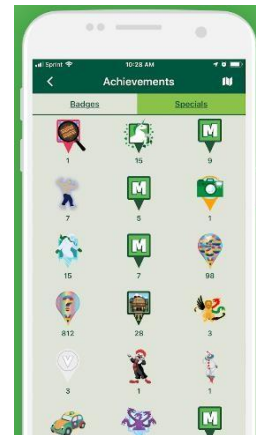 Sprint 10:28 AM
Achievements
Badges Specials
M
1 15 9
M
7 5 1
M
15 7 98
812 28 3
V
3 1 1
M